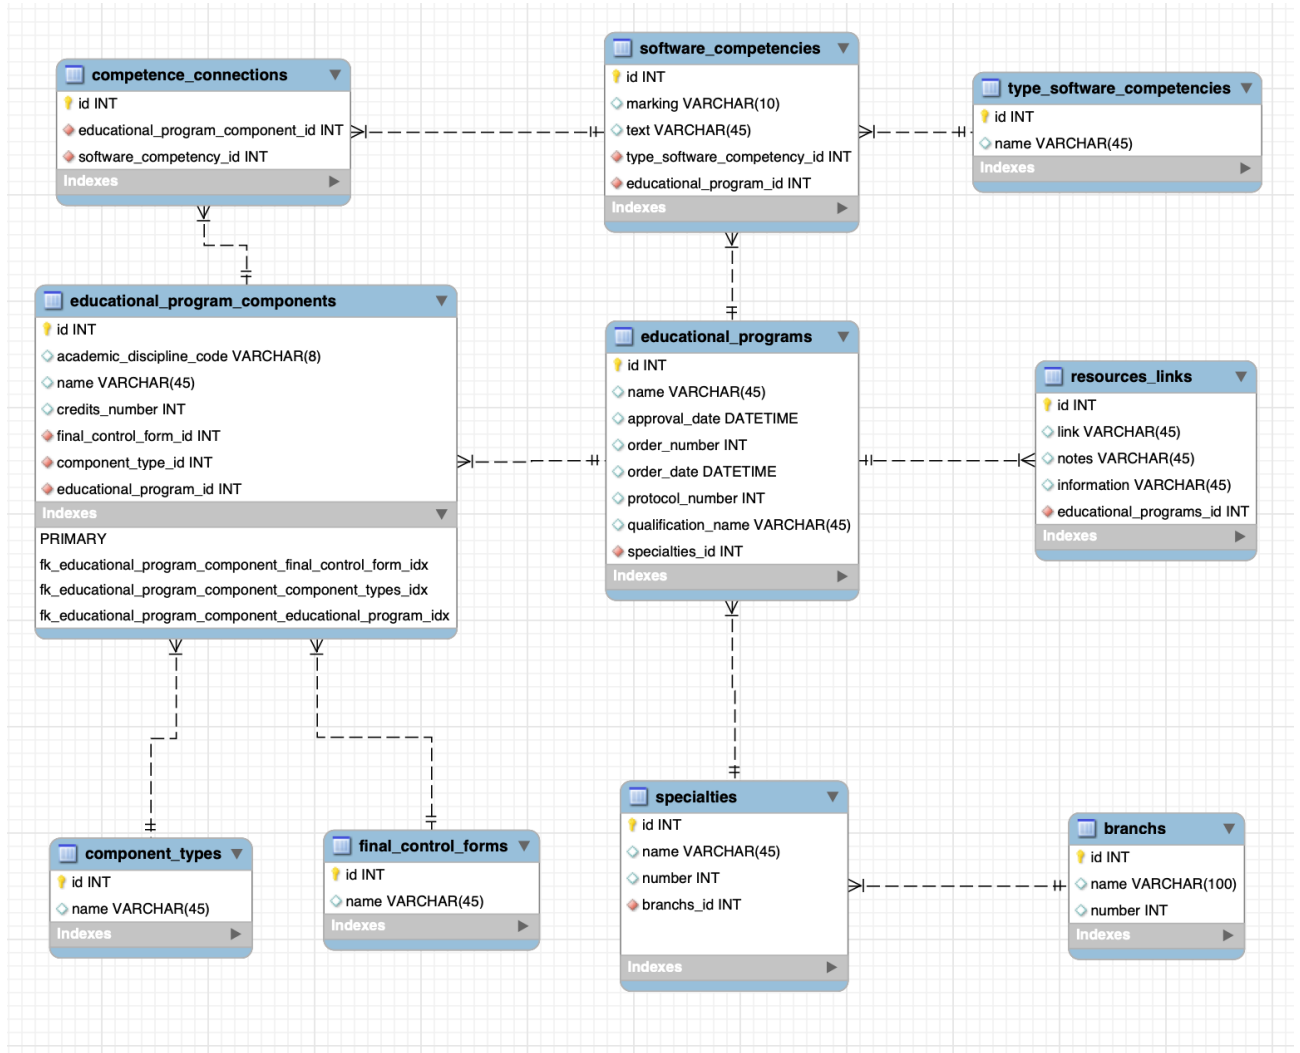 competence_connections
id INT
educational_program_component_id INT
software_competency_id INT
Indexes
software_competencies
id INT
marking VARCHAR(10)
text VARCHAR(45)
type_software_competency_id INT
educational_program_id INT
Indexes
type_software_competencies
id INT
name VARCHAR(45)
Indexes
educational_program_components
id INT
academic_discipline_code VARCHAR(8)
name VARCHAR(45)
credits_number INT
final_control_form_id INT
component_type_id INT
educational_program_id INT
Indexes
PRIMARY
fk_educational_program_component_final_control_form_idx
fk_educational_program_component_component_types_idx
fk_educational_program_component_educational_program_idx
educational_programs
id INT
name VARCHAR(45)
approval_date DATETIME
order_number INT
order_date DATETIME
protocol_number INT
qualification_name VARCHAR(45)
specialties_id INT
Indexes
resources_links
id INT
link VARCHAR(45)
notes VARCHAR(45)
information VARCHAR(45)
educational_programs_id INT
Indexes
component_types
id INT
name VARCHAR(45)
Indexes
final_control_forms
id INT
name VARCHAR(45)
Indexes
specialties
id INT
name VARCHAR(45)
number INT
branchs_id INT
Indexes
branchs
id INT
name VARCHAR(100)
number INT
Indexes